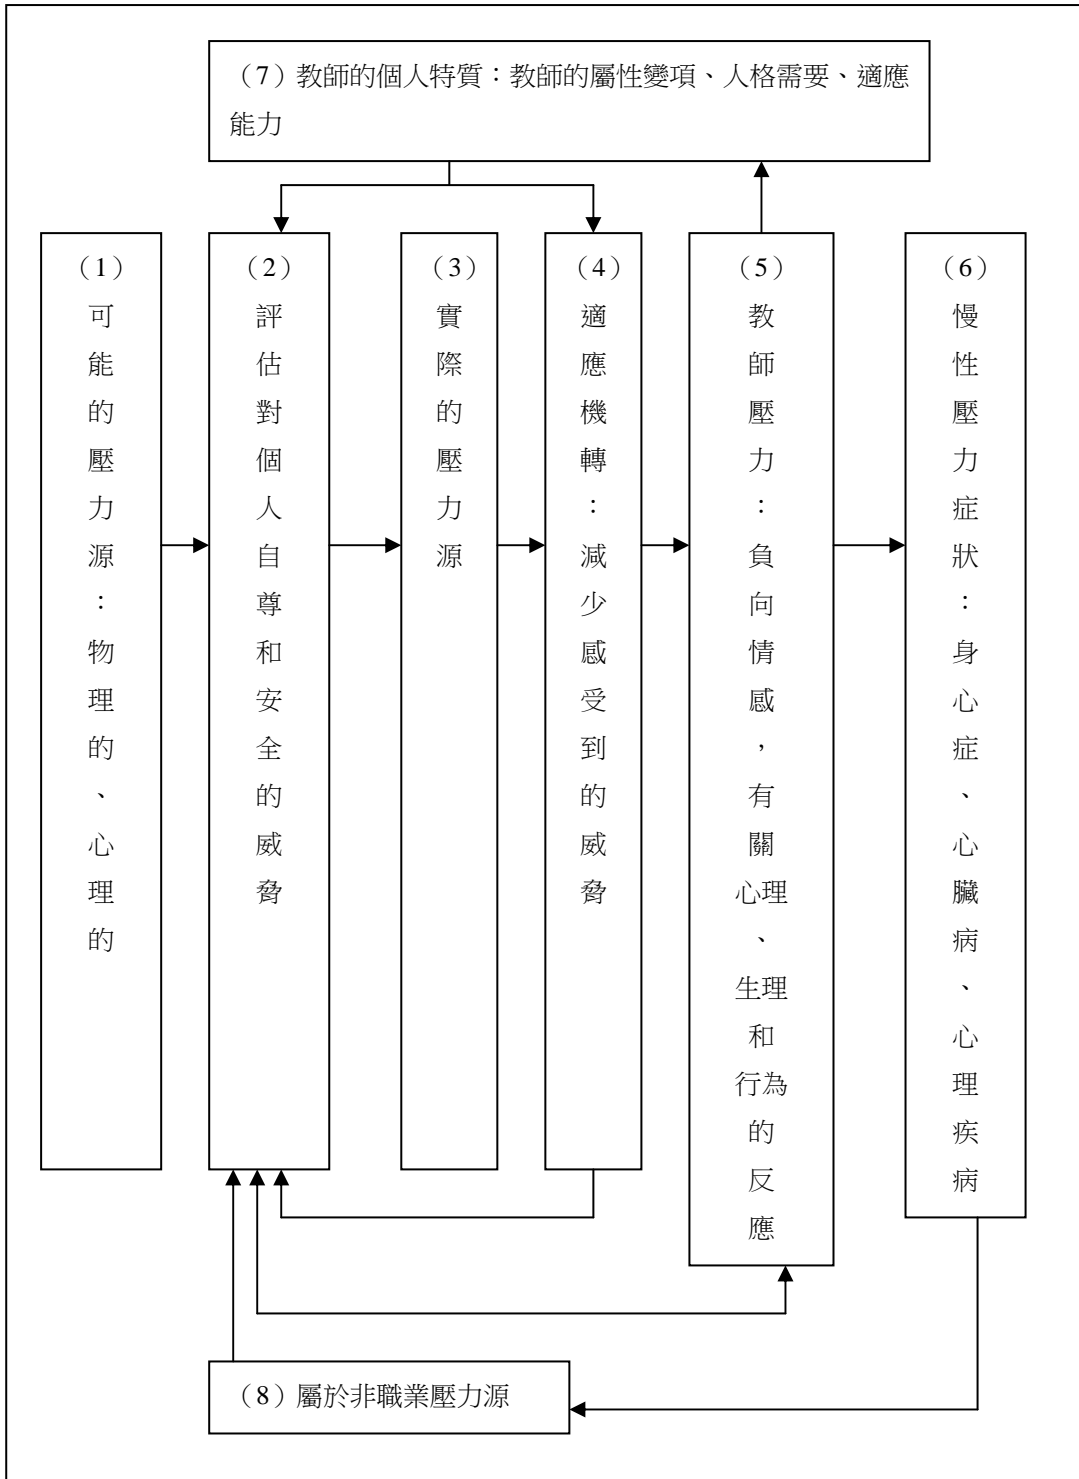 （7）教師的個人特質：教師的屬性變項、人格需要、適應
能力
（1）可能的壓力源：物理的、心理的
（2）評估對個人自尊和安全的威脅
（3）實際的壓力源
（4）適應機轉：減少感受到的威脅
（5）教師壓力：負向情感，有關心理、生理和行為的反應
（6）慢性壓力症狀：身心症、心臟病、心理疾病
（8）屬於非職業壓力源